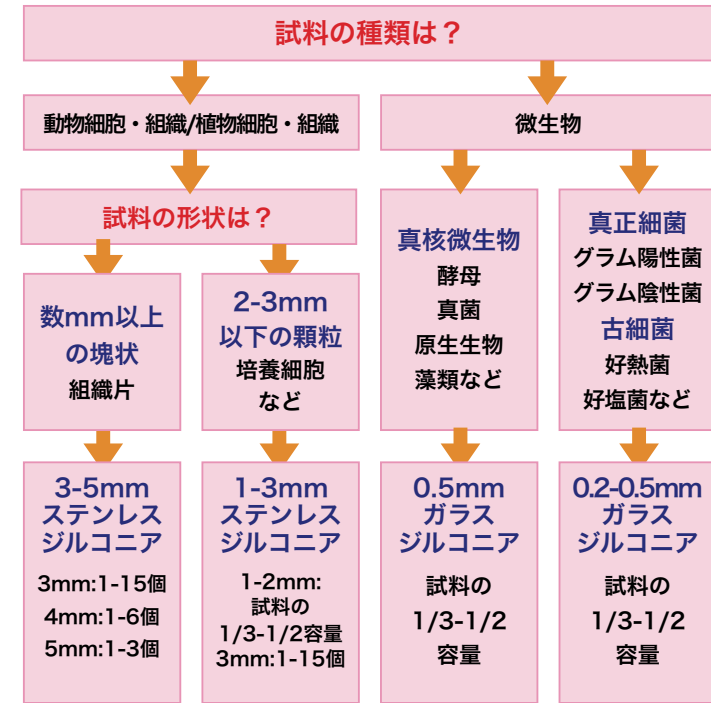 試料の種類は？
動物細胞・組織/植物細胞・組織
微生物
試料の形状は？
数mm以上
の塊状
組織片
2-3mm
以下の顆粒
培養細胞
など
真核微生物
酵母
真菌
原生生物
藻類など
真正細菌
グラム陽性菌
グラム陰性菌
古細菌
好熱菌
好塩菌など
3-5mm
ステンレス
ジルコニア
3mm:1-15個
4mm:1-6個
5mm:1-3個
1-3mm
ステンレス
ジルコニア
1-2mm:
試料の
1/3-1/2容量
3mm:1-15個
0.5mm
ガラス
ジルコニア
試料の
1/3-1/2
容量
0.2-0.5mm
ガラス
ジルコニア
試料の
1/3-1/2
容量